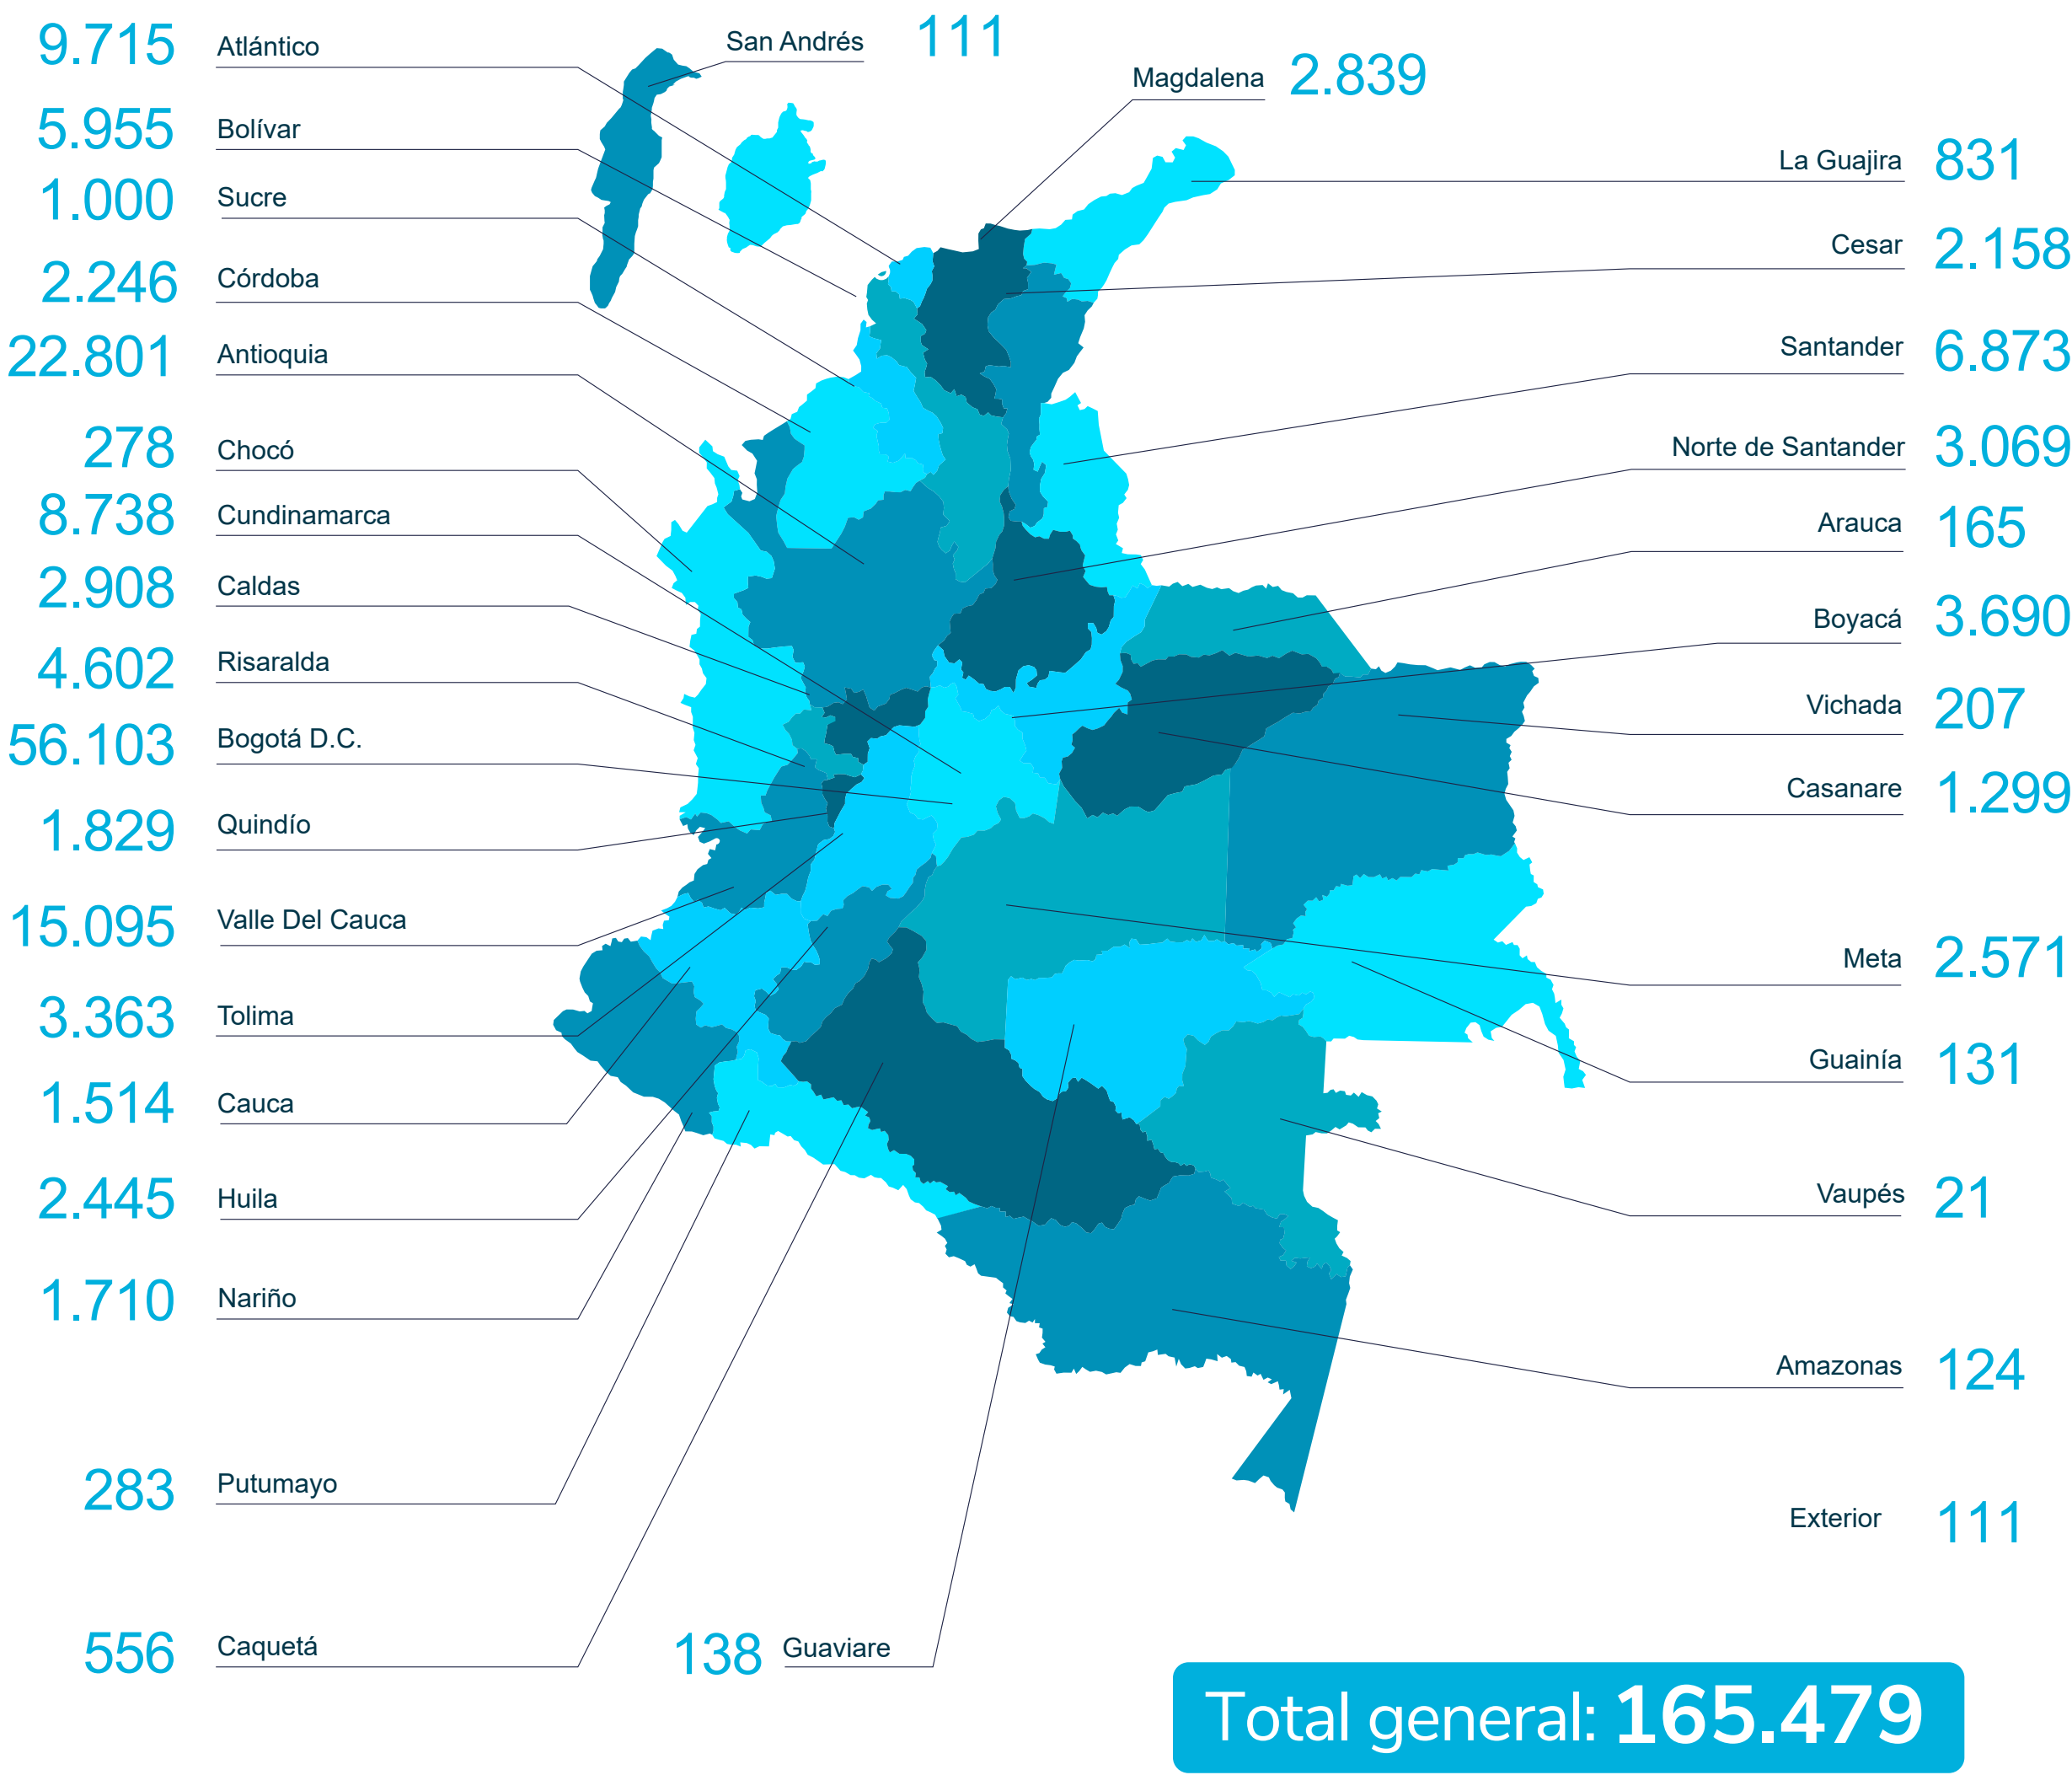 9.715 Atlántico
5.955 Bolívar
1.000 Sucre
2.246 Córdoba
22.801 Antioquia
278 Chocó
8.738 Cundinamarca
2.908 Caldas
4.602 Risaralda
56.103 Bogotá D.C.
1.829 Quindío
15.095 Valle Del Cauca
3.363 Tolima
1.514 Cauca
2.445 Huila
1.710 Nariño
283 Putumayo
556 Caquetá
138 Guaviare
San Andrés 111
Magdalena 2.839
La Guajira 831
Cesar 2.158
Santander 6.873
Norte de Santander 3.069
Arauca 165
Boyacá 3.690
Vichada 207
Casanare 1.299
Meta 2.571
Guainía 131
Vaupés 21
Amazonas 124
Exterior 111
Total general: 165.479